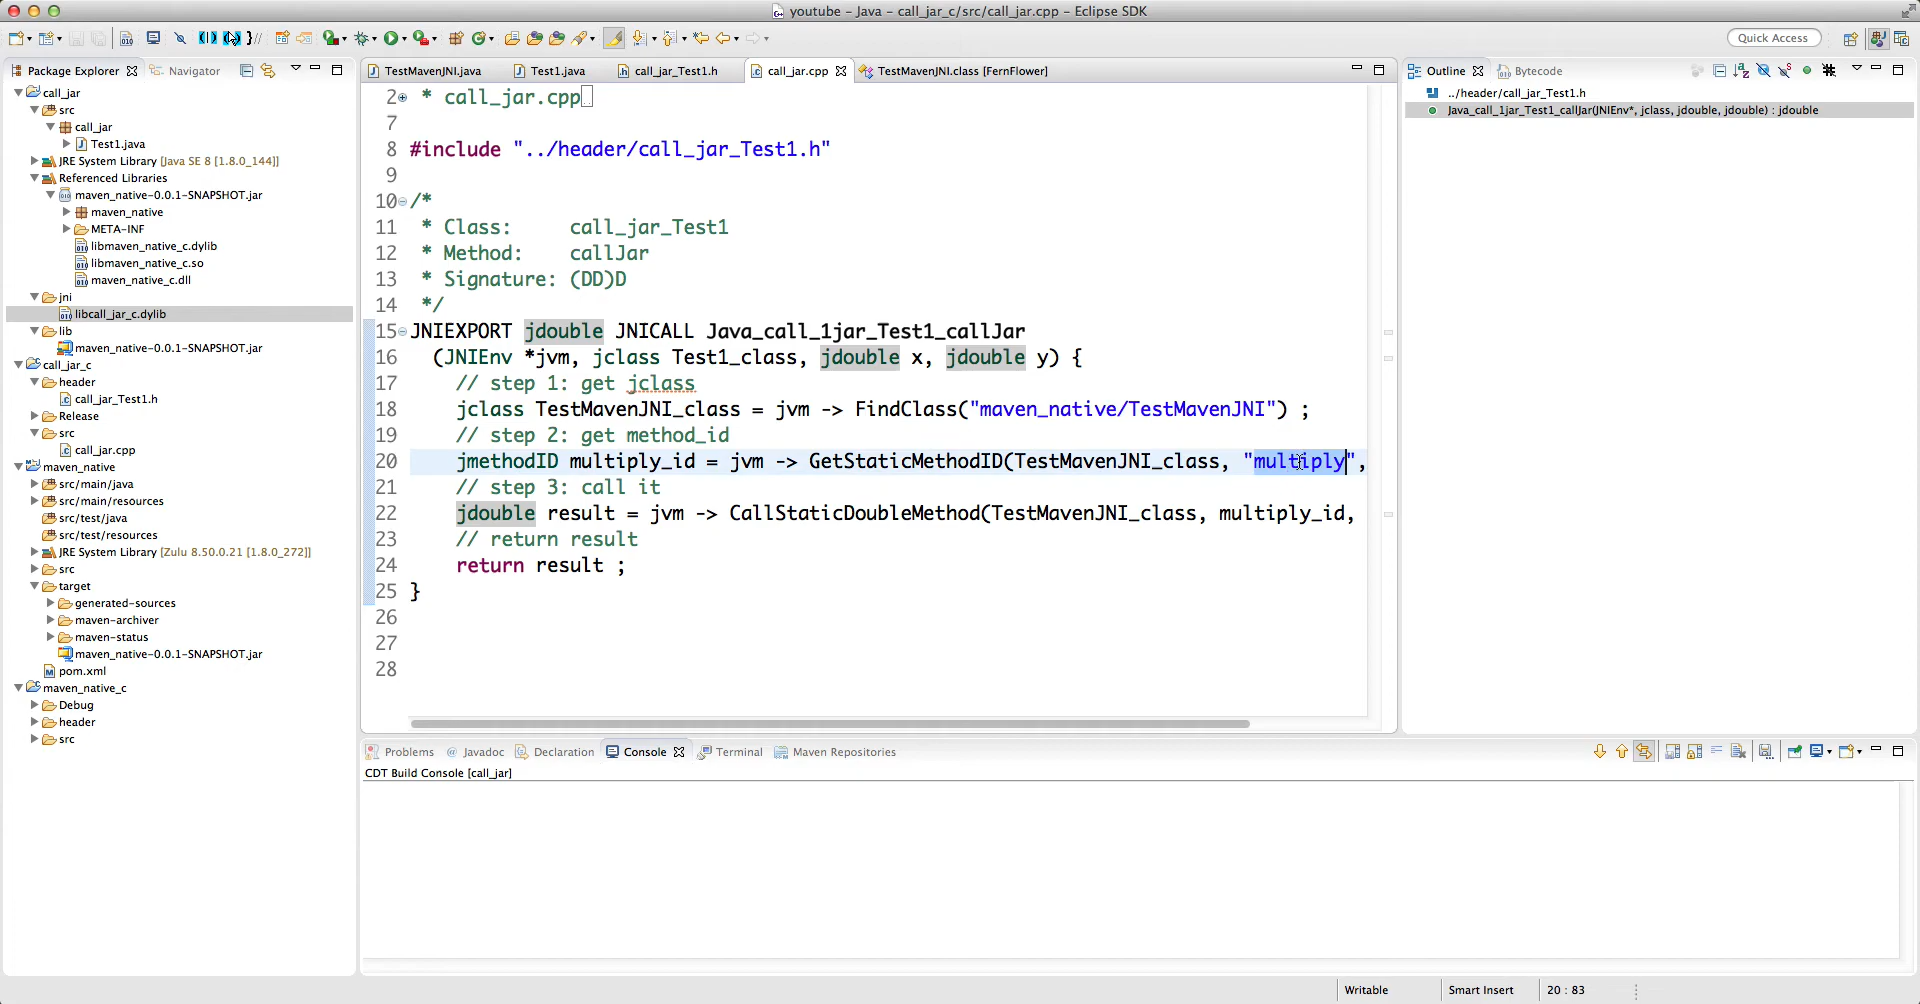 youtube - Java - call_jar_c/src/call_jar.cpp - Eclipse SDK
Quick Access
Package Explorer
Navigator
call_jar
src
call_jar
Test1.java
JRE System Library [Java SE 8 [1.8.0_144]]
Referenced Libraries
maven_native-0.0.1-SNAPSHOT.jar
maven_native
META-INF
libmaven_native_c.dylib
libmaven_native_c.so
maven_native_c.dll
jni
libcall_jar_c.dylib
lib
maven_native-0.0.1-SNAPSHOT.jar
call_jar_c
header
call_jar_Test1.h
Release
src
call_jar.cpp
maven_native
src/main/java
src/main/resources
src/test/java
src/test/resources
JRE System Library [Zulu 8.50.0.21 [1.8.0_272]]
src
target
generated-sources
maven-archiver
maven-status
maven_native-0.0.1-SNAPSHOT.jar
pom.xml
maven_native_c
Debug
header
src
TestMavenJNI.java
Test1.java
call_jar_Test1.h
call_jar.cpp
TestMavenJNI.class [FernFlower]
2 * call_jar.cpp
7
8 #include "../header/call_jar_Test1.h"
9
10 /*
11 * Class: call_jar_Test1
12 * Method: callJar
13 * Signature: (DD)D
14 */
15 JNIEXPORT jdouble JNICALL Java_call_1jar_Test1_callJar
16 (JNIEnv *jvm, jclass Test1_class, jdouble x, jdouble y) {
17 // step 1: get jclass
18 jclass TestMavenJNI_class = jvm -> FindClass("maven_native/TestMavenJNI") ;
19 // step 2: get method_id
20 jmethodID multiply_id = jvm -> GetStaticMethodID(TestMavenJNI_class, "multiply",
21 // step 3: call it
22 jdouble result = jvm -> CallStaticDoubleMethod(TestMavenJNI_class, multiply_id,
23 // return result
24 return result ;
25 }
26
27
28
Outline
Bytecode
../header/call_jar_Test1.h
Java_call_1jar_Test1_callJar(JNIEnv*, jclass, jdouble, jdouble) : jdouble
Problems
@ Javadoc
Declaration
Console
Terminal
Maven Repositories
CDT Build Console [call_jar]
Writable
Smart Insert
20 : 83